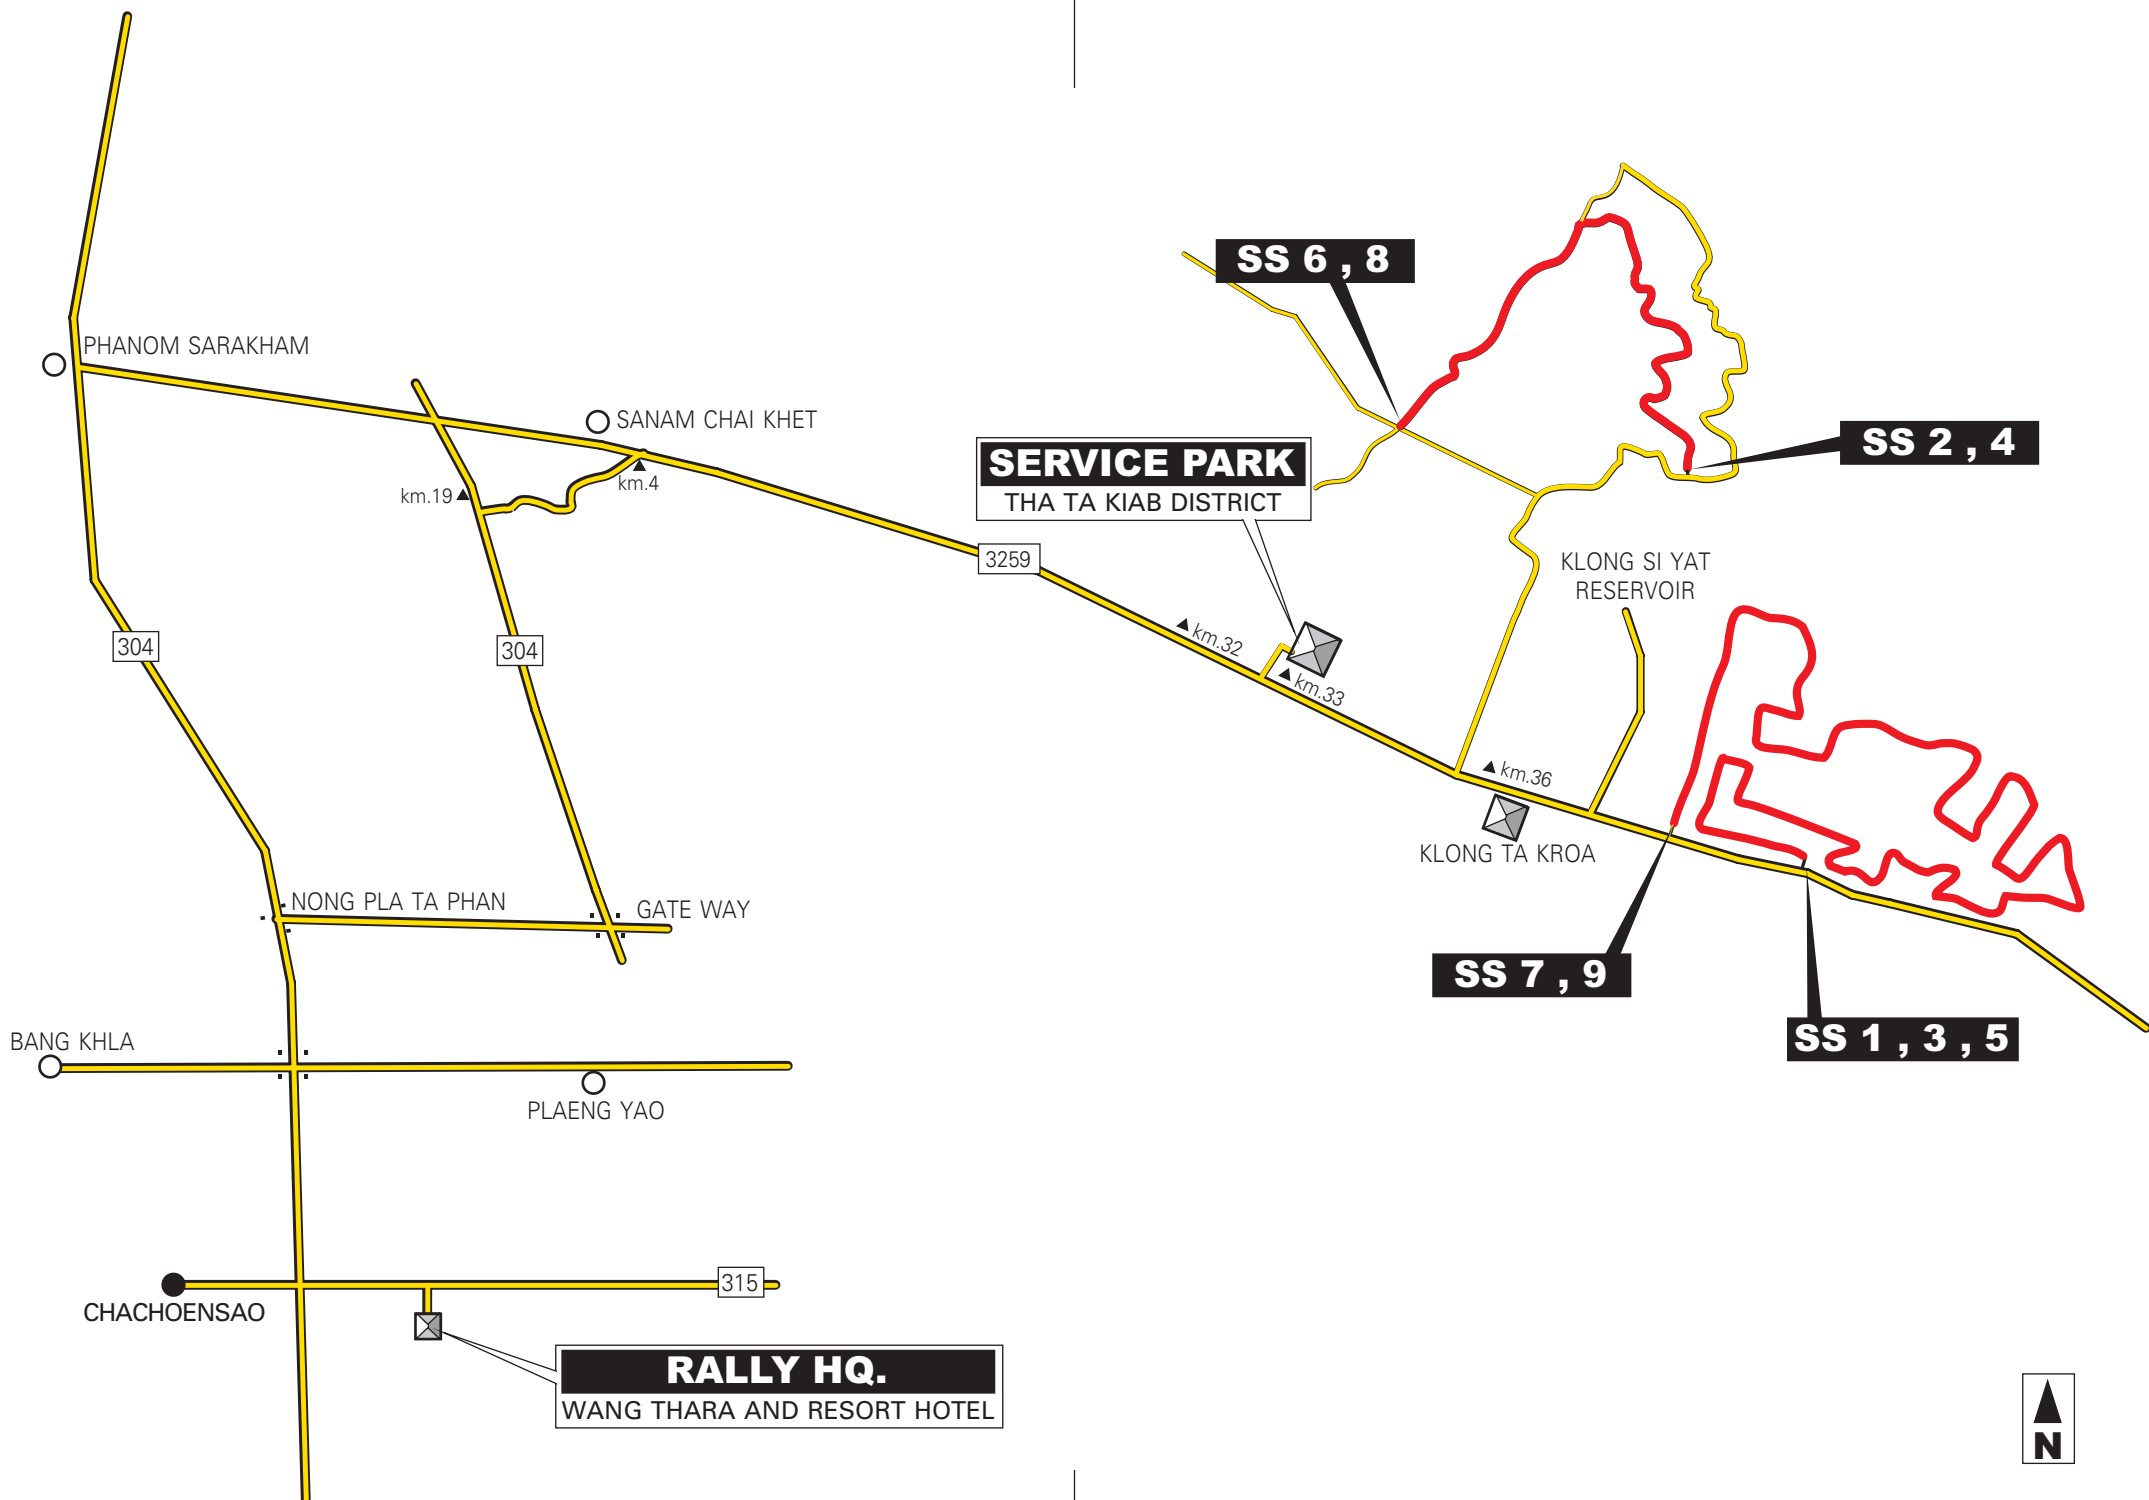 SS 6 , 8
PHANOM SARAKHAM
SANAM CHAI KHET
SS 2 , 4
SERVICE PARK
THA TA KIAB DISTRICT
km.19
km.4
3259
KLONG SI YAT
RESERVOIR
304
304
km.32
km.33
km.36
KLONG TA KROA
NONG PLA TA PHAN
GATE WAY
SS 7 , 9
SS 1 , 3 , 5
BANG KHLA
PLAENG YAO
315
CHACHOENSAO
RALLY HQ.
WANG THARA AND RESORT HOTEL
N